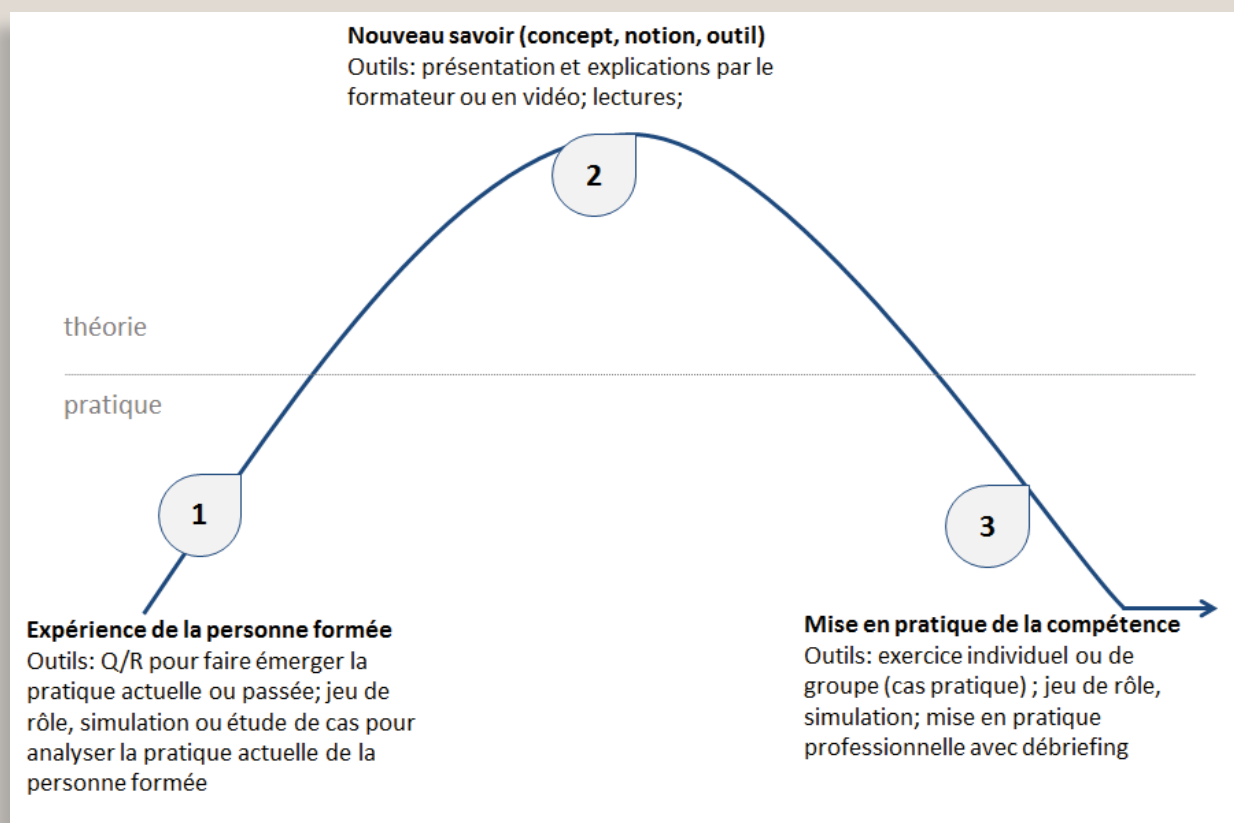 Nouveau savoir (concept, notion, outil)
Outils: présentation et explications par le
formateur ou en vidéo; lectures;
2
théorie
pratique
1
3
Expérience de la personne formée
Outils: Q/R pour faire émerger la
pratique actuelle ou passée; jeu de
rôle, simulation ou étude de cas pour
analyser la pratique actuelle de la
personne formée
Mise en pratique de la compétence
Outils: exercice individuel ou de
groupe (cas pratique) ; jeu de rôle,
simulation; mise en pratique
professionnelle avec débriefing